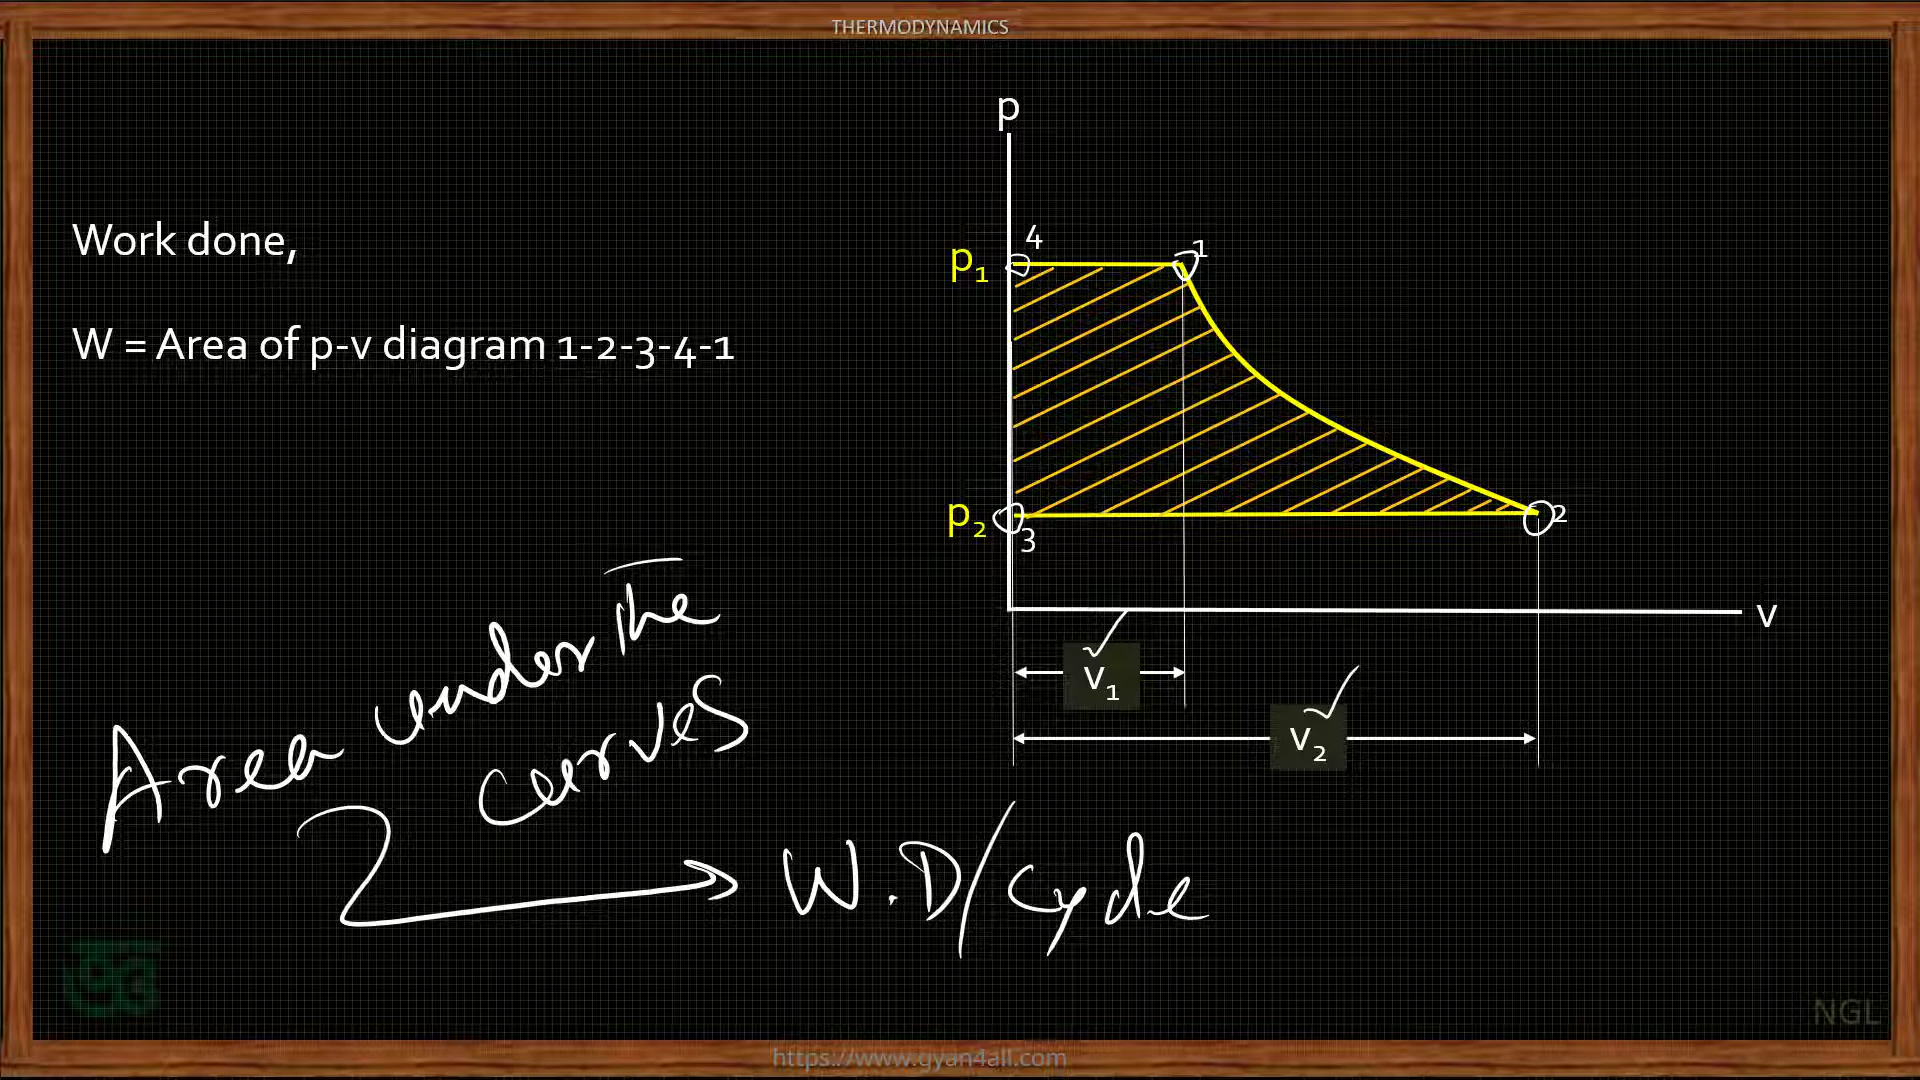 THERMODYNAMICS
p
Work done,
W = Area of p-v diagram 1-2-3-4-1
4
1
p₁
p₂
3
2
v
v₁
v₂
Area under the
curves
W.D/cycle
NGL
https://www.gyan4all.com